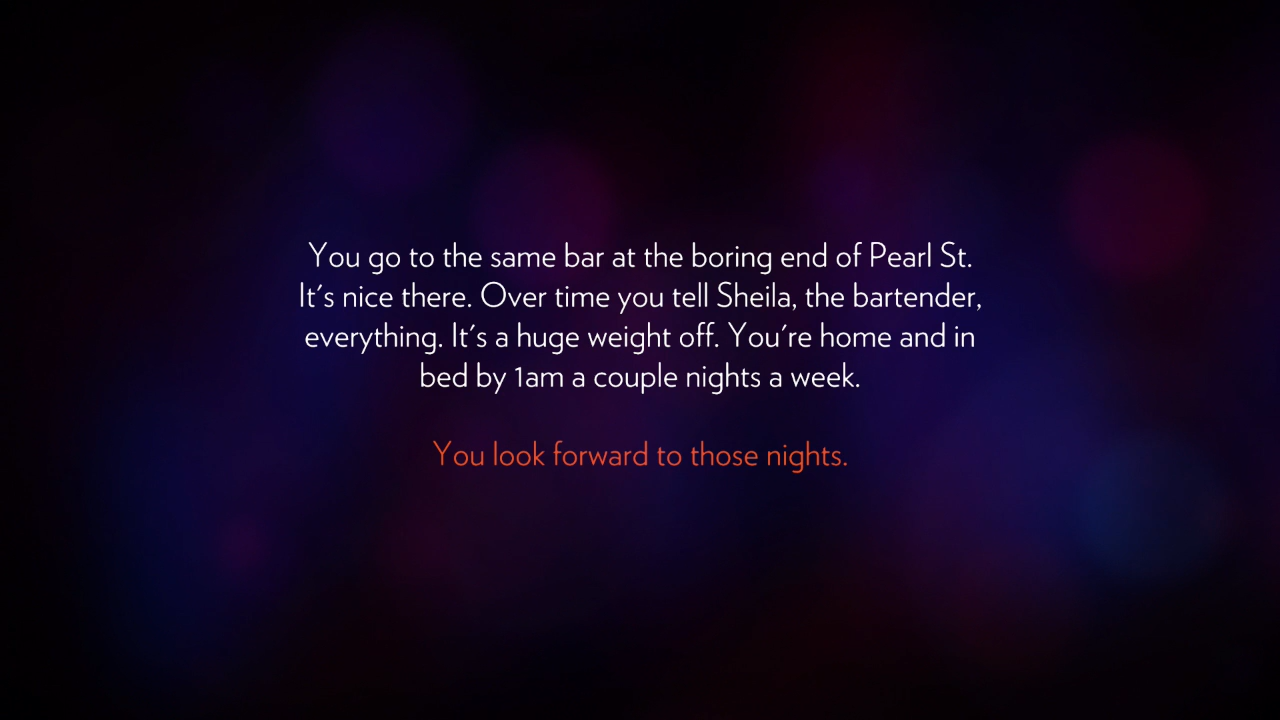 You go to the same bar at the boring end of Pearl St.
It's nice there. Over time you tell Sheila, the bartender,
everything. It's a huge weight off. You're home and in
bed by 1am a couple nights a week.
You look forward to those nights.